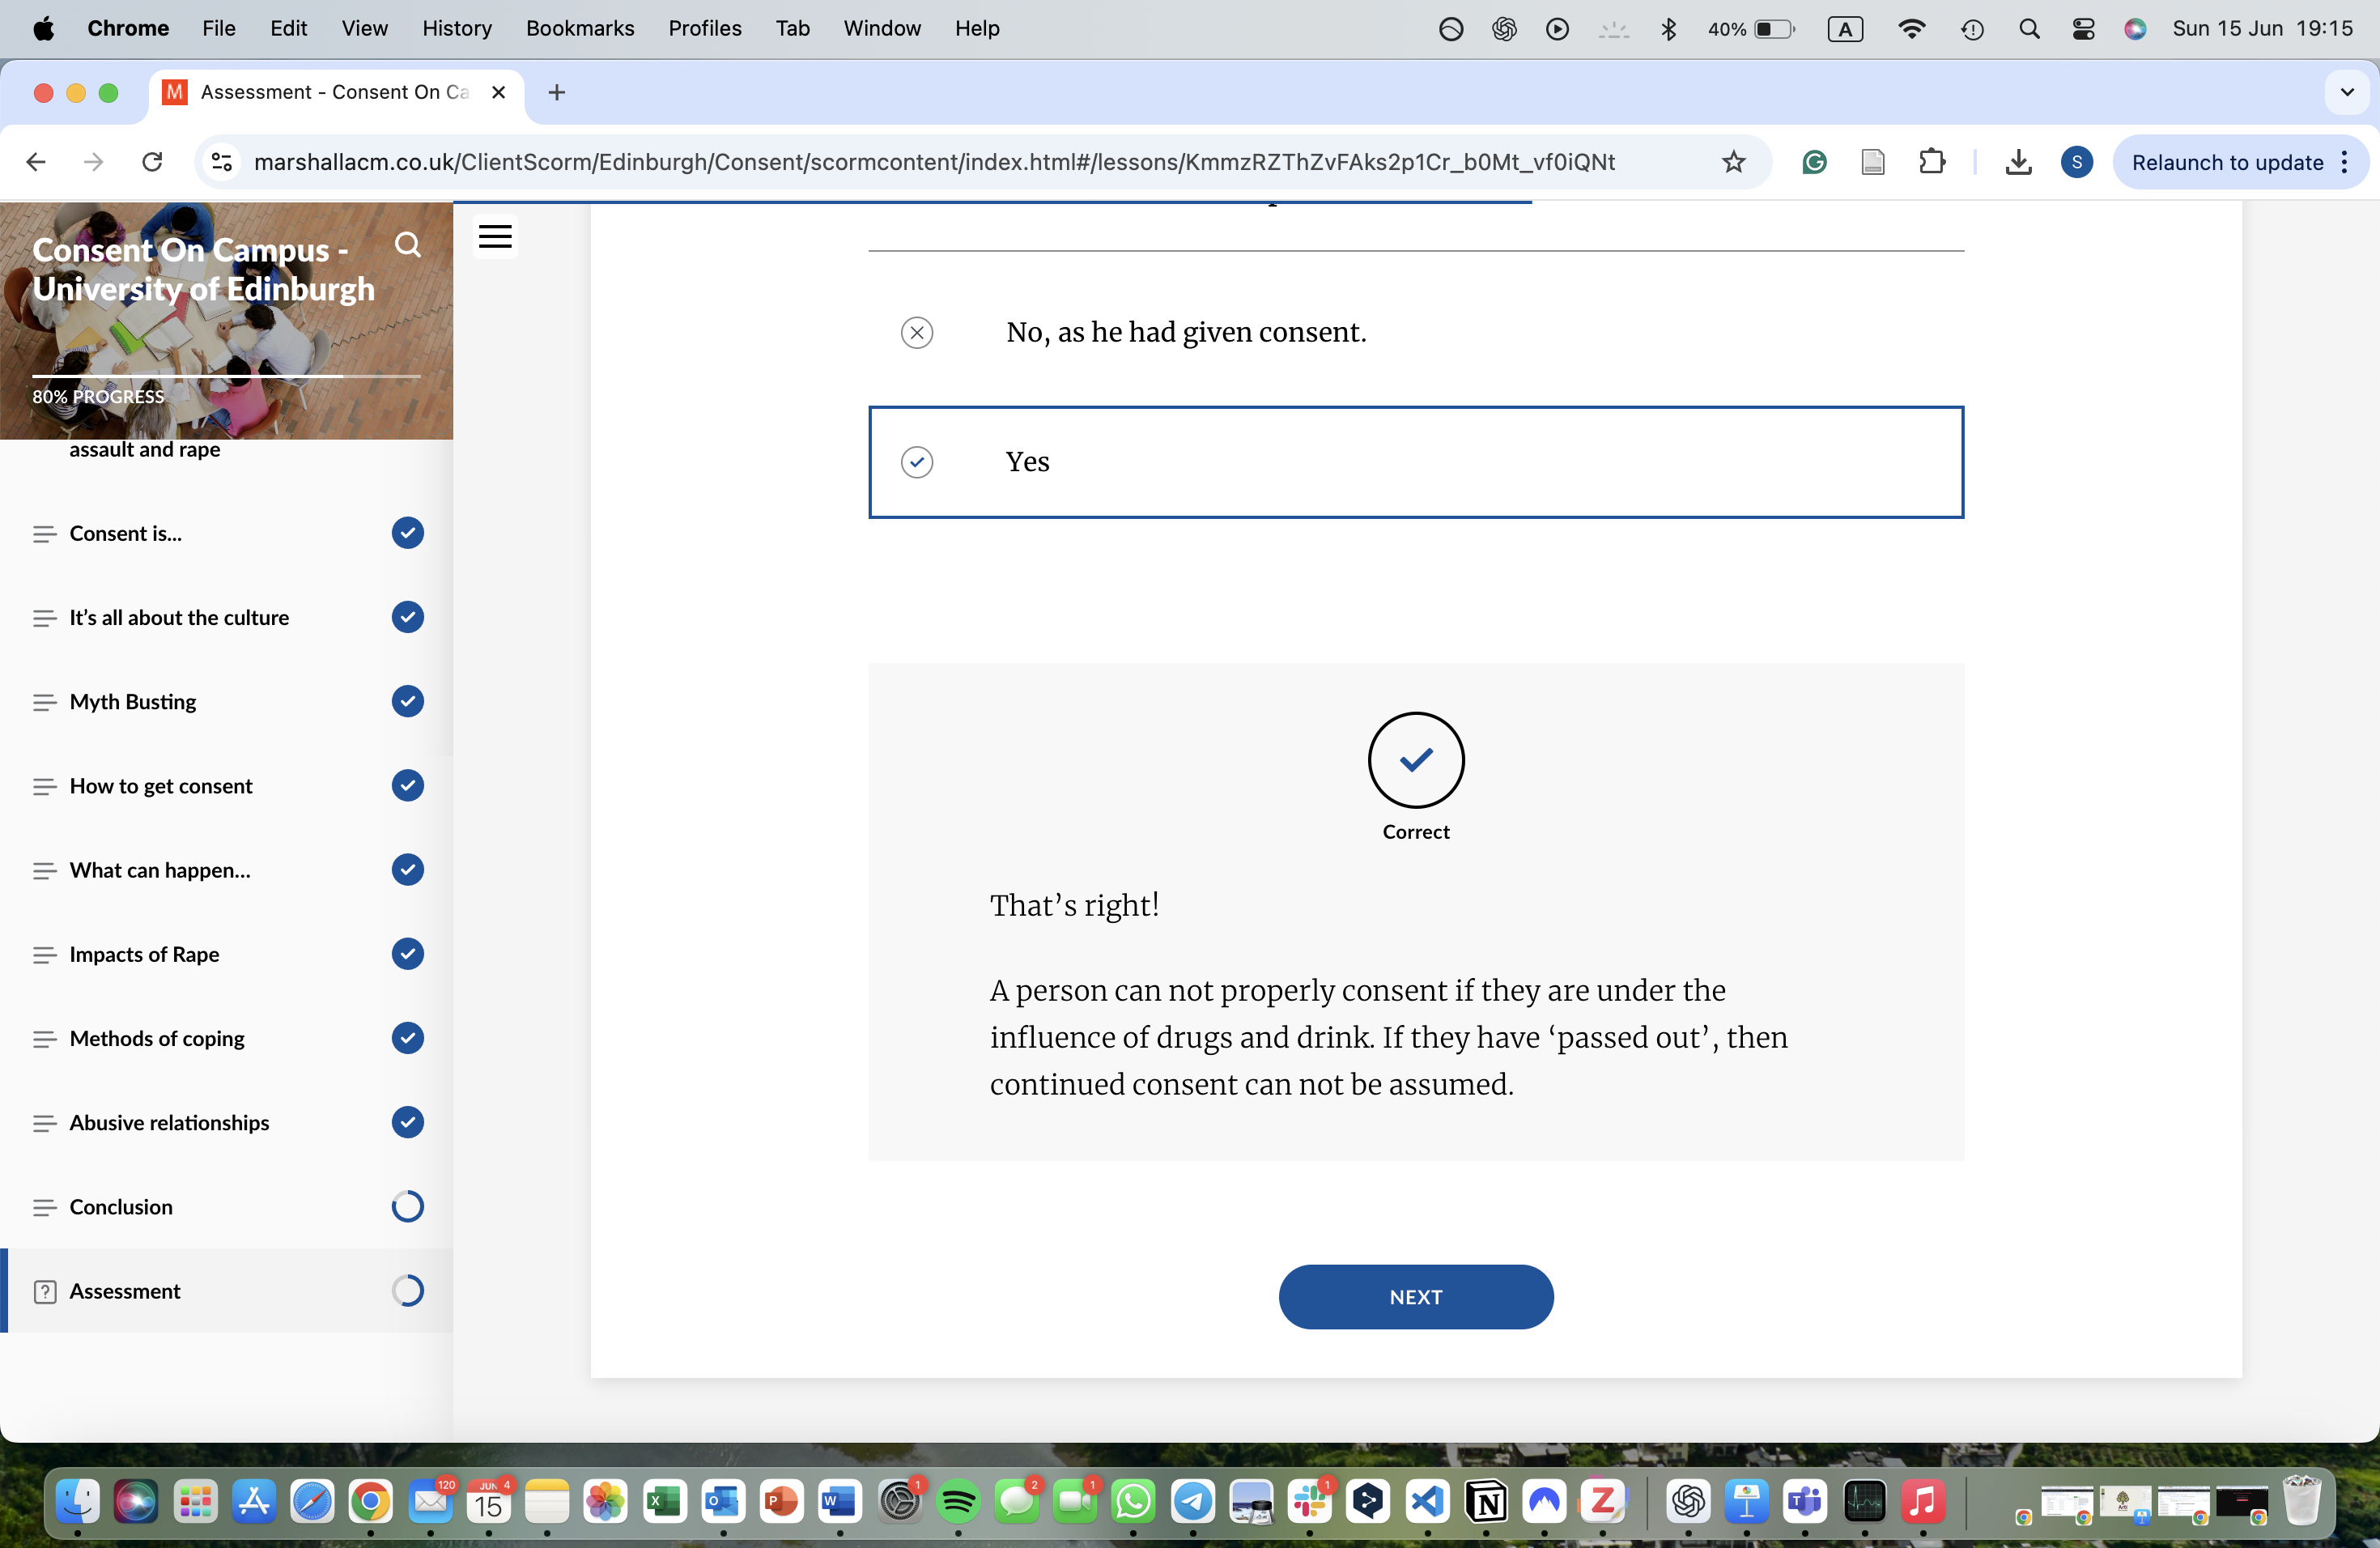 Chrome File Edit View History Bookmarks Profiles Tab Window Help 40% A Sun 15 Jun 19:15
M Assessment - Consent On Ca
marshallacm.co.uk/ClientScorm/Edinburgh/Consent/scormcontent/index.html#/lessons/KmmzRZThZvFAks2p1Cr_b0Mt_vf0iQNt S Relaunch to update
Consent On Campus -
University of Edinburgh
80% PROGRESS
assault and rape
Consent is...
It’s all about the culture
Myth Busting
How to get consent
What can happen...
Impacts of Rape
Methods of coping
Abusive relationships
Conclusion
? Assessment
No, as he had given consent.
Yes
Correct
That’s right!
A person can not properly consent if they are under the
influence of drugs and drink. If they have ‘passed out’, then
continued consent can not be assumed.
NEXT
120 JUN 4 15 X O P W 1 2 1 1 N Z T